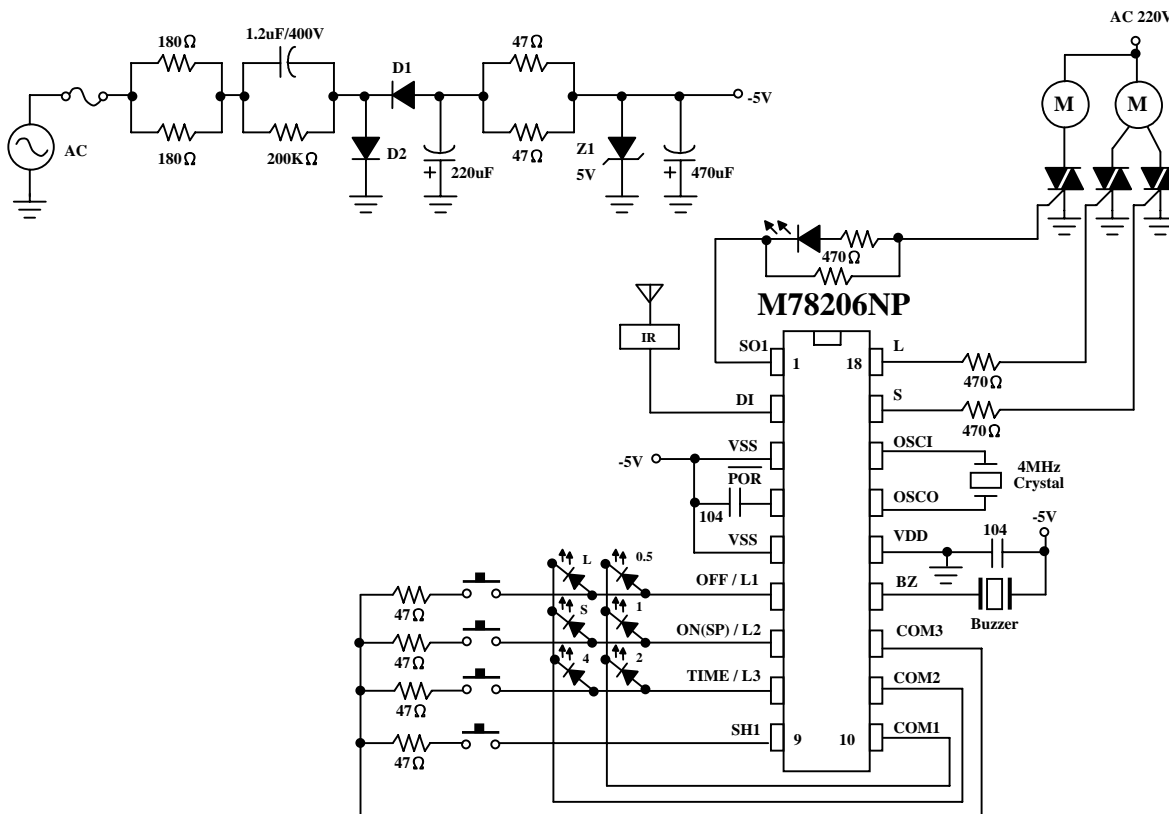 AC 220V
180Ω
1.2uF/400V
47Ω
D1
-5V
M
M
AC
180Ω
200KΩ
D2
220uF
47Ω
Z1
5V
470uF
470Ω
M78206NP
IR
SO1
1
18
L
470Ω
DI
S
470Ω
VSS
OSCI
-5V
POR
4MHz
Crystal
104
OSCO
-5V
VSS
VDD
104
L
0.5
OFF / L1
BZ
47Ω
S
1
Buzzer
ON(SP) / L2
COM3
47Ω
4
2
TIME / L3
COM2
47Ω
SH1
9
10
COM1
47Ω